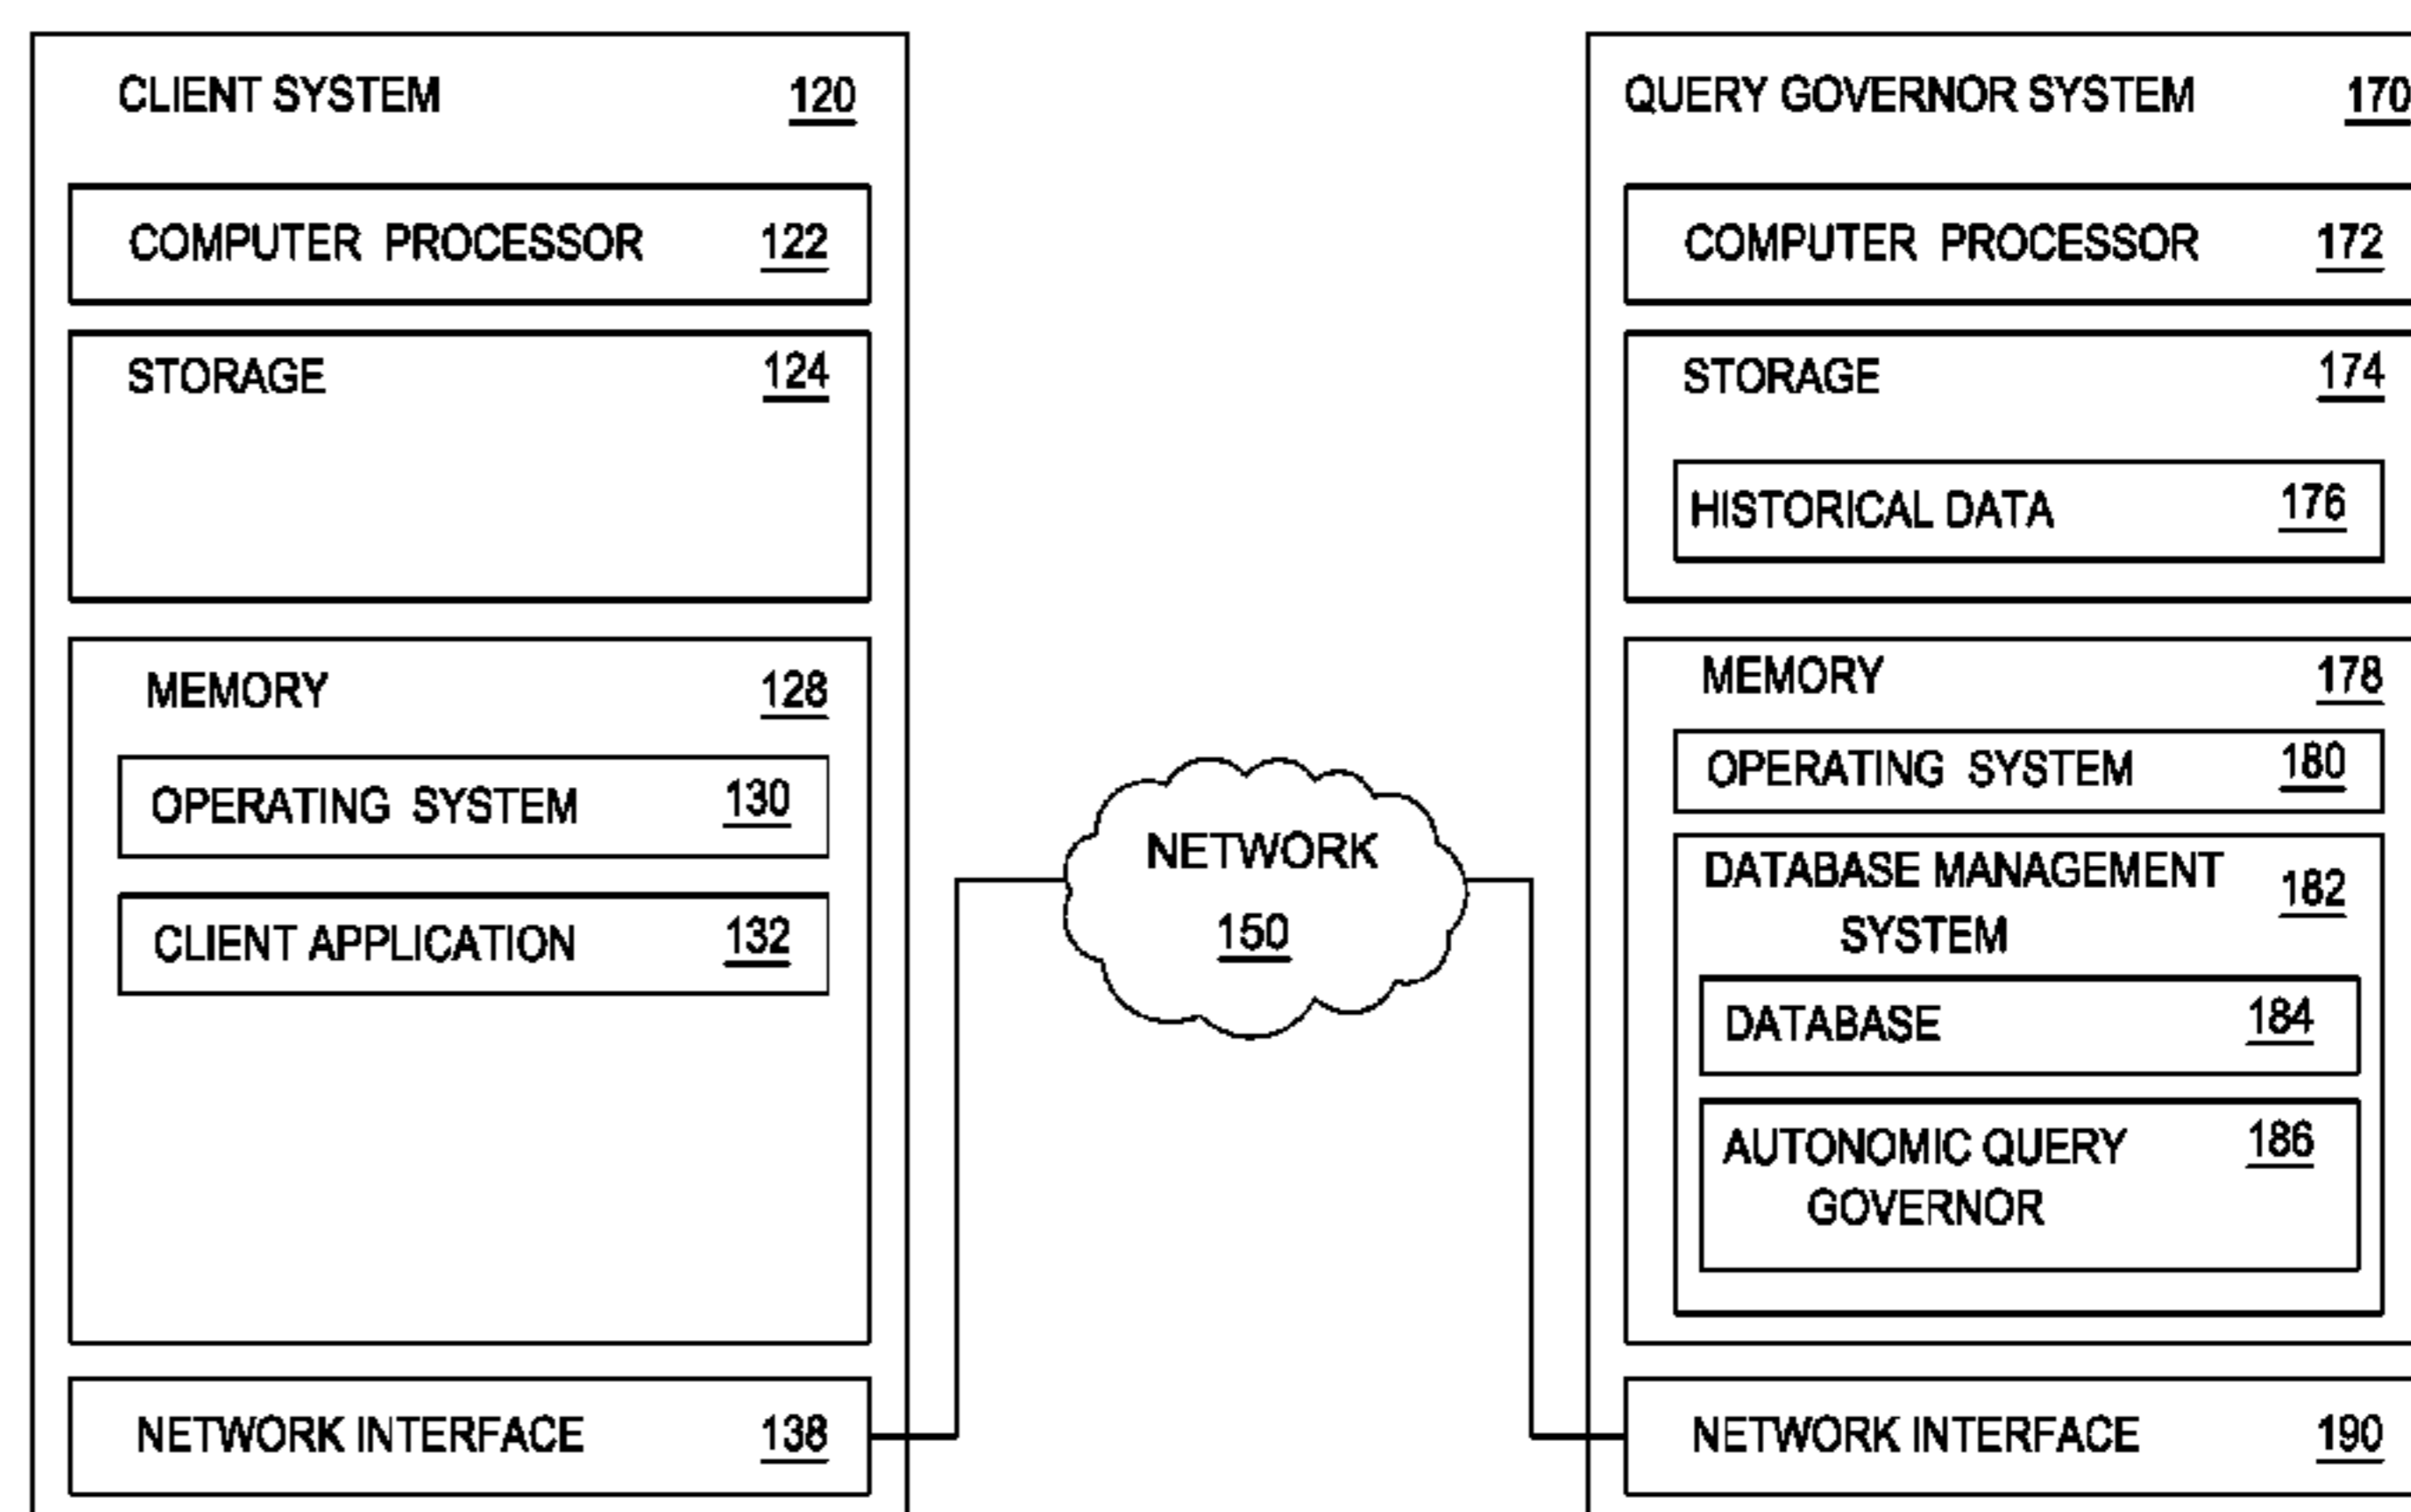 CLIENT SYSTEM 120
COMPUTER PROCESSOR 122
STORAGE 124
MEMORY 128
OPERATING SYSTEM 130
CLIENT APPLICATION 132
NETWORK INTERFACE 138
NETWORK
150
QUERY GOVERNOR SYSTEM 170
COMPUTER PROCESSOR 172
STORAGE 174
HISTORICAL DATA 176
MEMORY 178
OPERATING SYSTEM 180
DATABASE MANAGEMENT 182
SYSTEM
DATABASE 184
AUTONOMIC QUERY 186
GOVERNOR
NETWORK INTERFACE 190